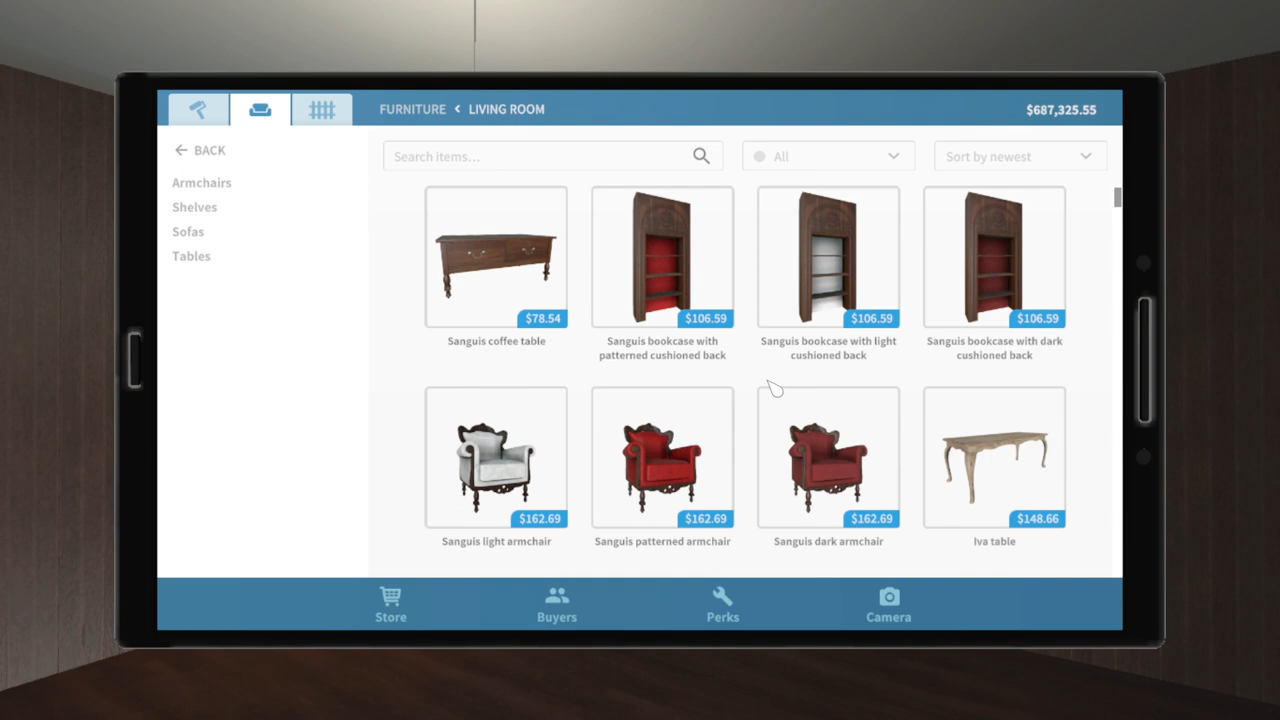 FURNITURE < LIVING ROOM
$687,325.55
BACK
Search items...
All
Sort by newest
Armchairs
Shelves
Sofas
Tables
$78.54
$106.59
$106.59
$106.59
Sanguis coffee table
Sanguis bookcase with
patterned cushioned back
Sanguis bookcase with light
cushioned back
Sanguis bookcase with dark
cushioned back
$162.69
$162.69
$162.69
$148.66
Sanguis light armchair
Sanguis patterned armchair
Sanguis dark armchair
Iva table
Store
Buyers
Perks
Camera